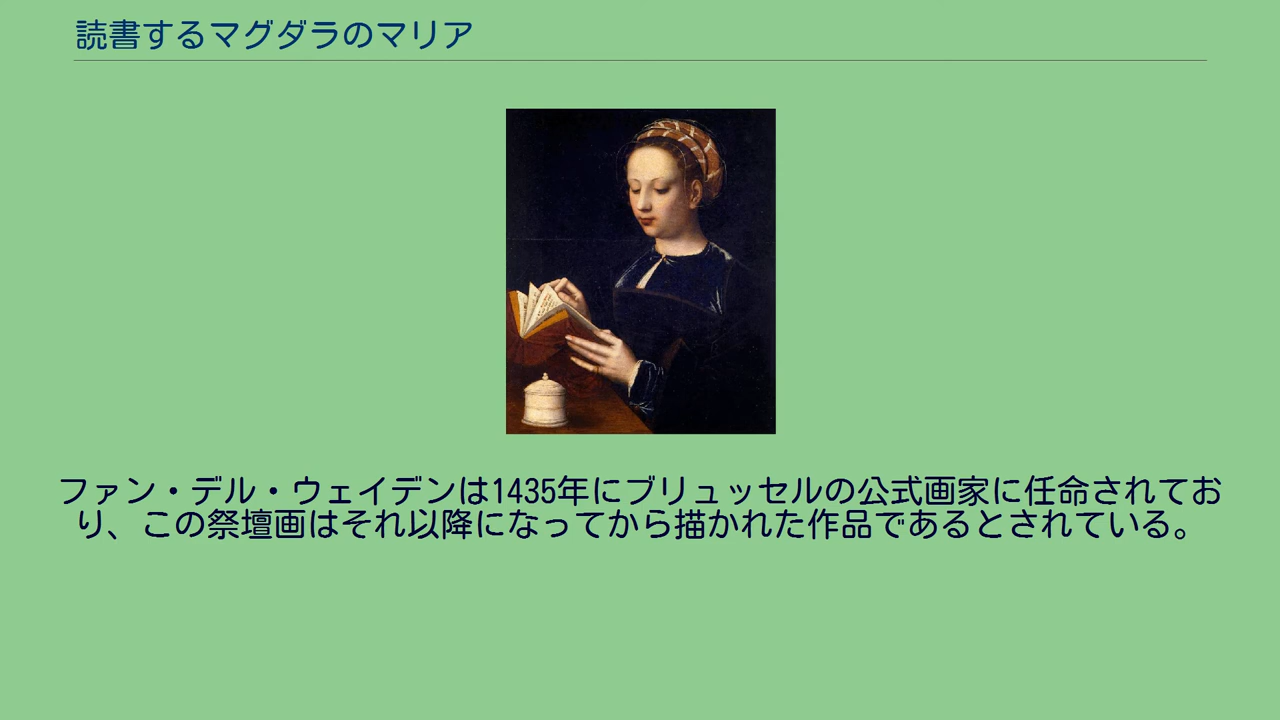 読書するマグダラのマリア
ファン・デル・ウェイデンは1435年にブリュッセルの公式画家に任命されてお
り、この祭壇画はそれ以降になってから描かれた作品であるとされている。